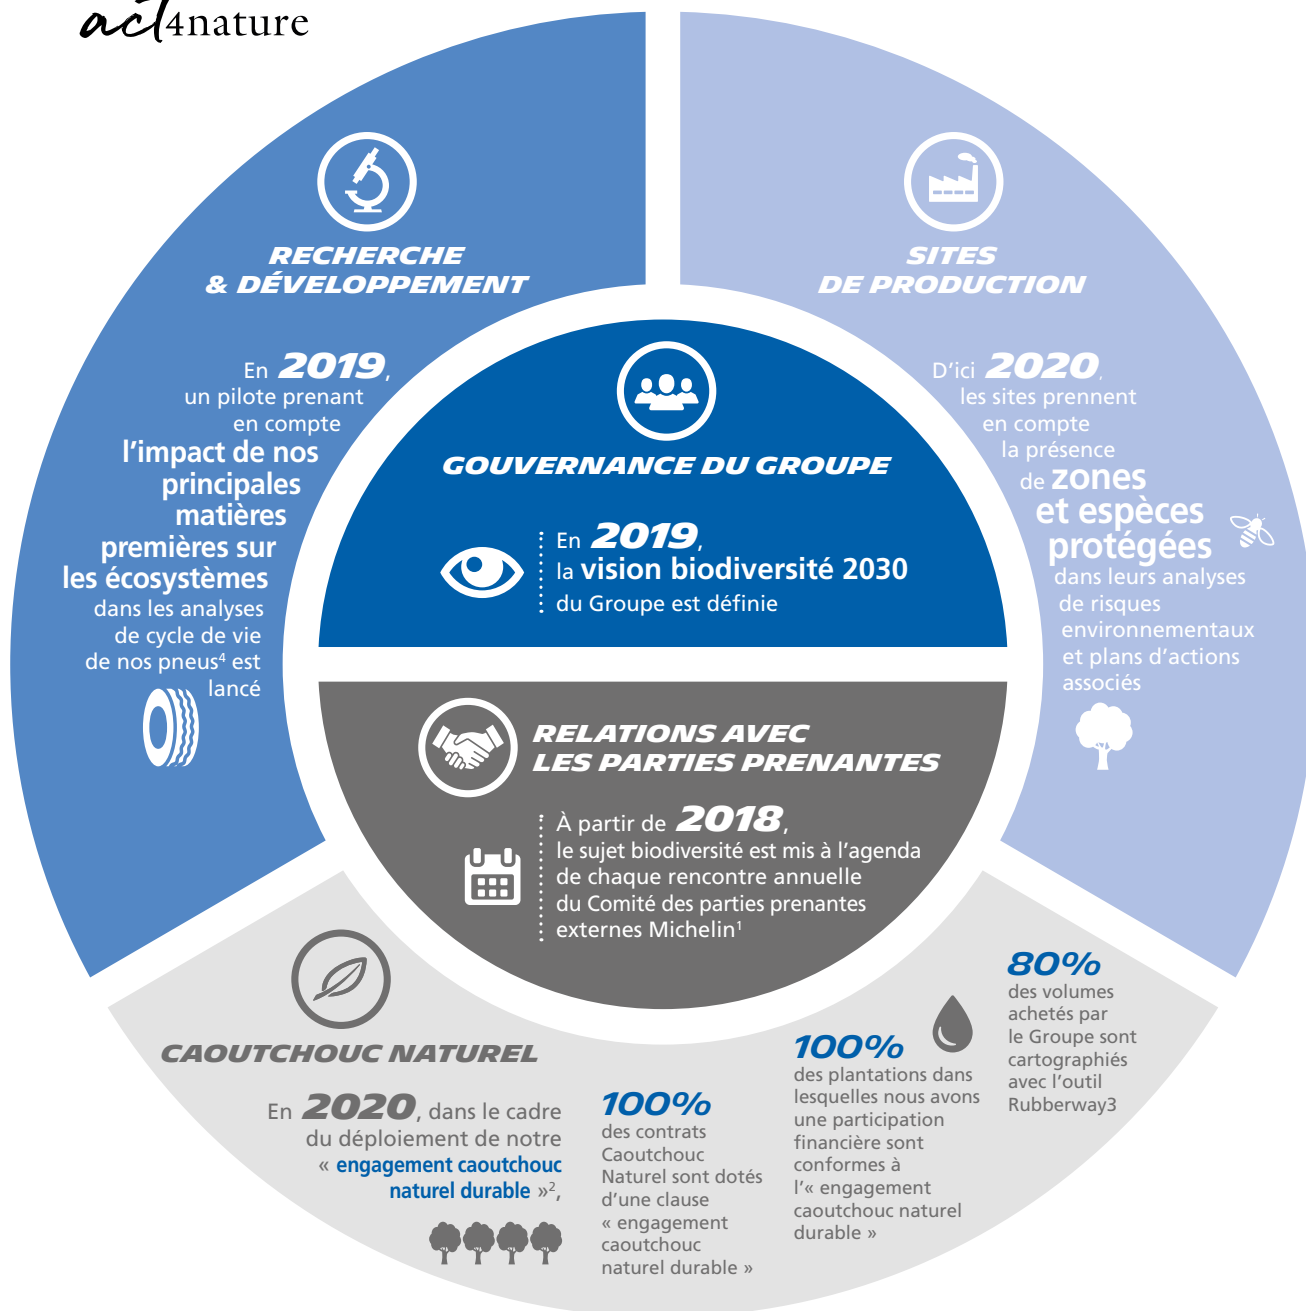 act4nature
RECHERCHE
& DÉVELOPPEMENT
En 2019,
un pilote prenant
en compte
l'impact de nos
principales
matières
premières sur
les écosystèmes
dans les analyses
de cycle de vie
de nos pneus⁴ est
lancé
SITES
DE PRODUCTION
D'ici 2020,
les sites prennent
en compte
la présence
de zones
et espèces
protégées
dans leurs analyses
de risques
environnementaux
et plans d'actions
associés
GOUVERNANCE DU GROUPE
En 2019,
la vision biodiversité 2030
du Groupe est définie
RELATIONS AVEC
LES PARTIES PRENANTES
À partir de 2018,
le sujet biodiversité est mis à l'agenda
de chaque rencontre annuelle
du Comité des parties prenantes
externes Michelin¹
CAOUTCHOUC NATUREL
En 2020, dans le cadre
du déploiement de notre
« engagement caoutchouc
naturel durable »²,
100%
des contrats
Caoutchouc
Naturel sont dotés
d'une clause
« engagement
caoutchouc
naturel durable »
100%
des plantations dans
lesquelles nous avons
une participation
financière sont
conformes à
l'« engagement
caoutchouc naturel
durable »
80%
des volumes
achetés par
le Groupe sont
cartographiés
avec l'outil
Rubberway3